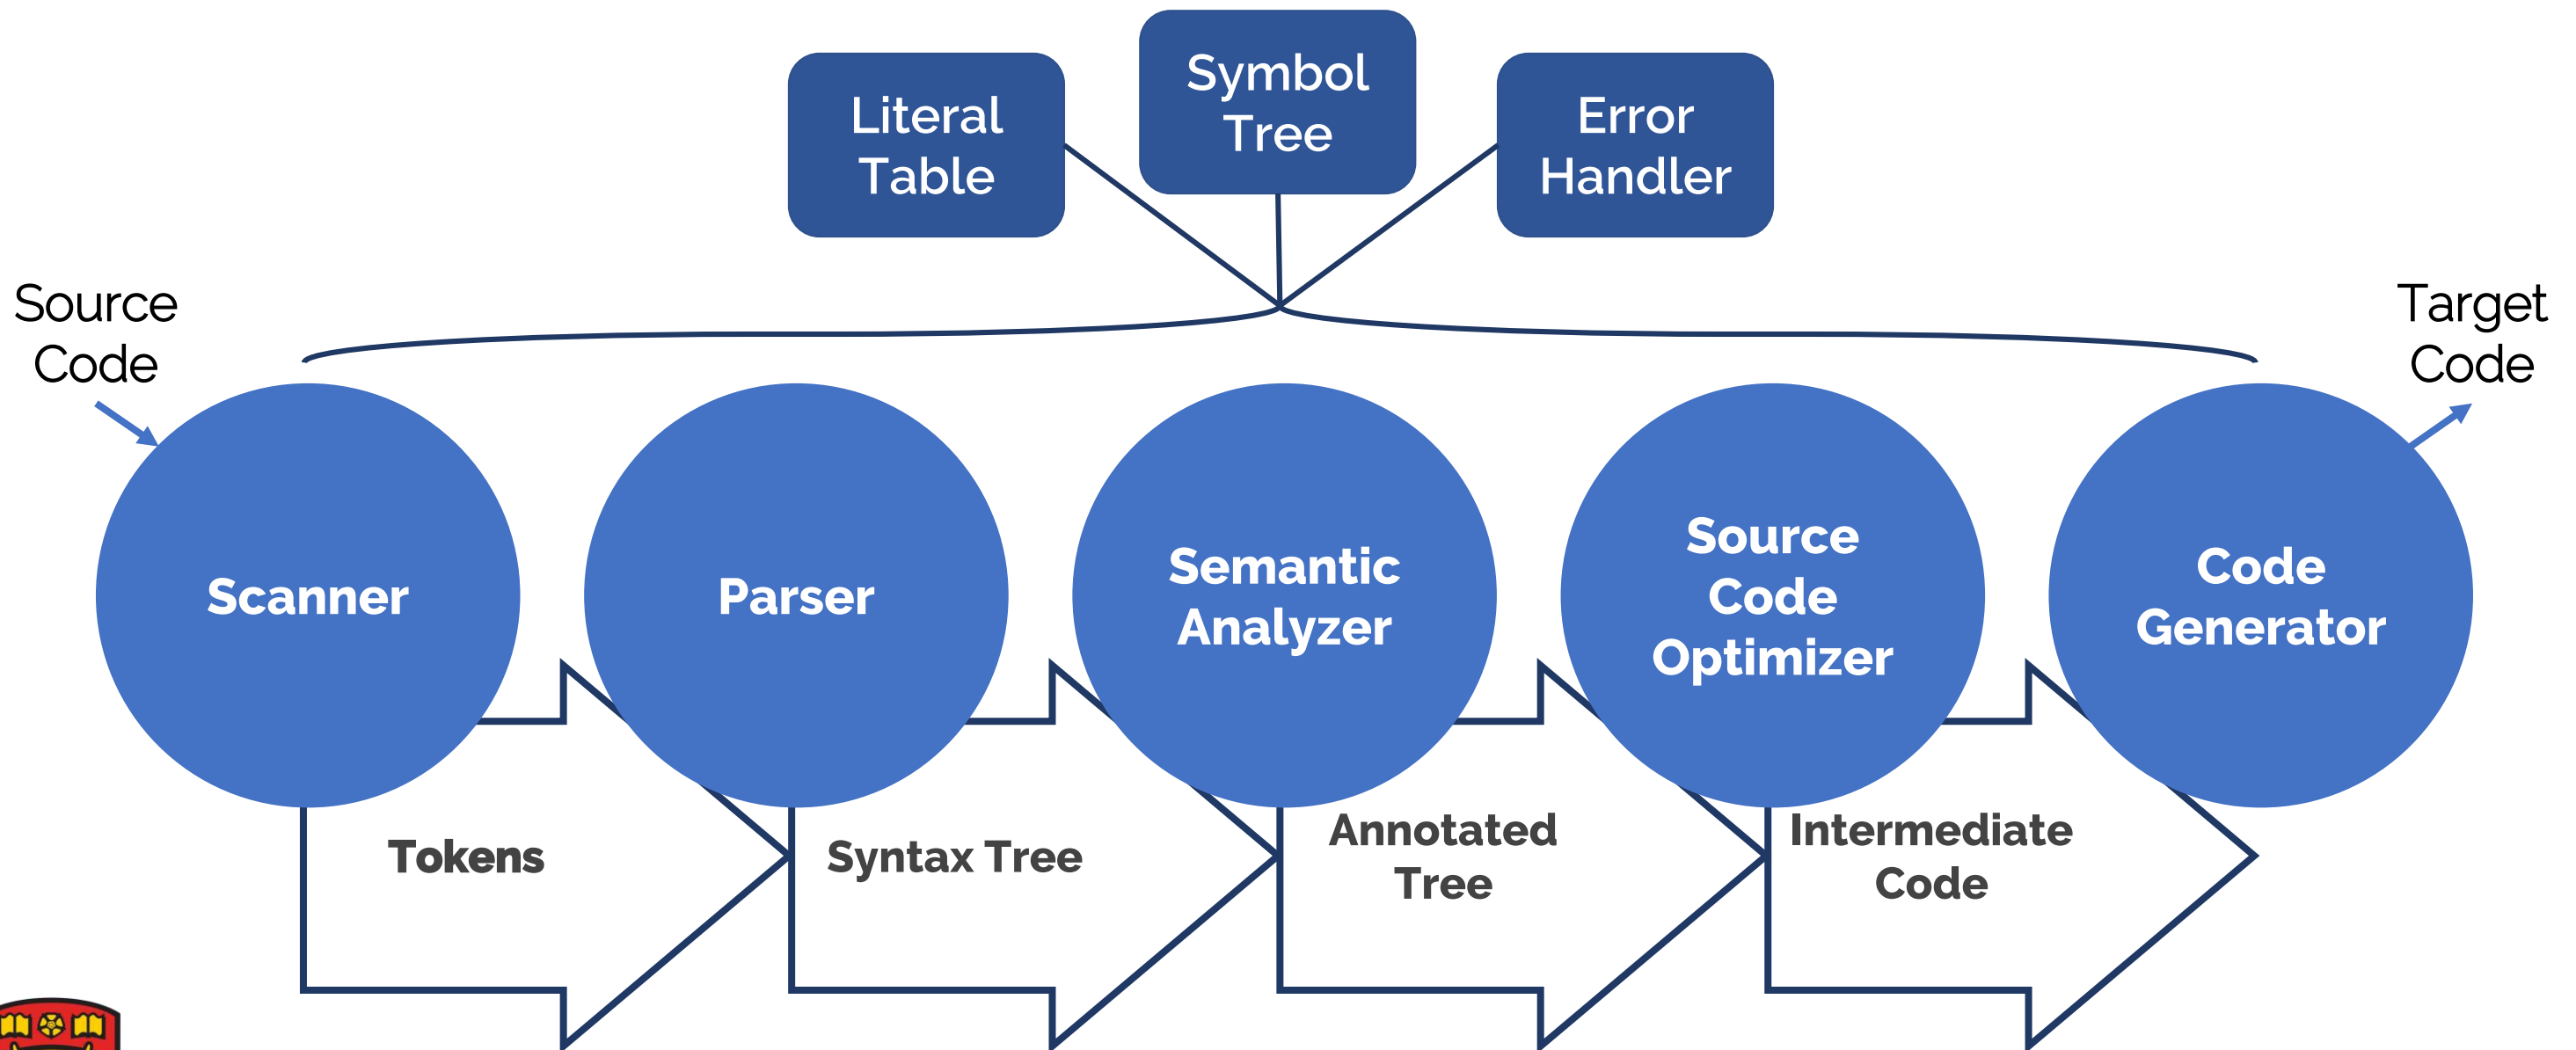 Symbol
Tree
Literal
Table
Error
Handler
Source
Code
Target
Code
Scanner
Parser
Semantic
Analyzer
Source
Code
Optimizer
Code
Generator
Tokens
Syntax Tree
Annotated
Tree
Intermediate
Code